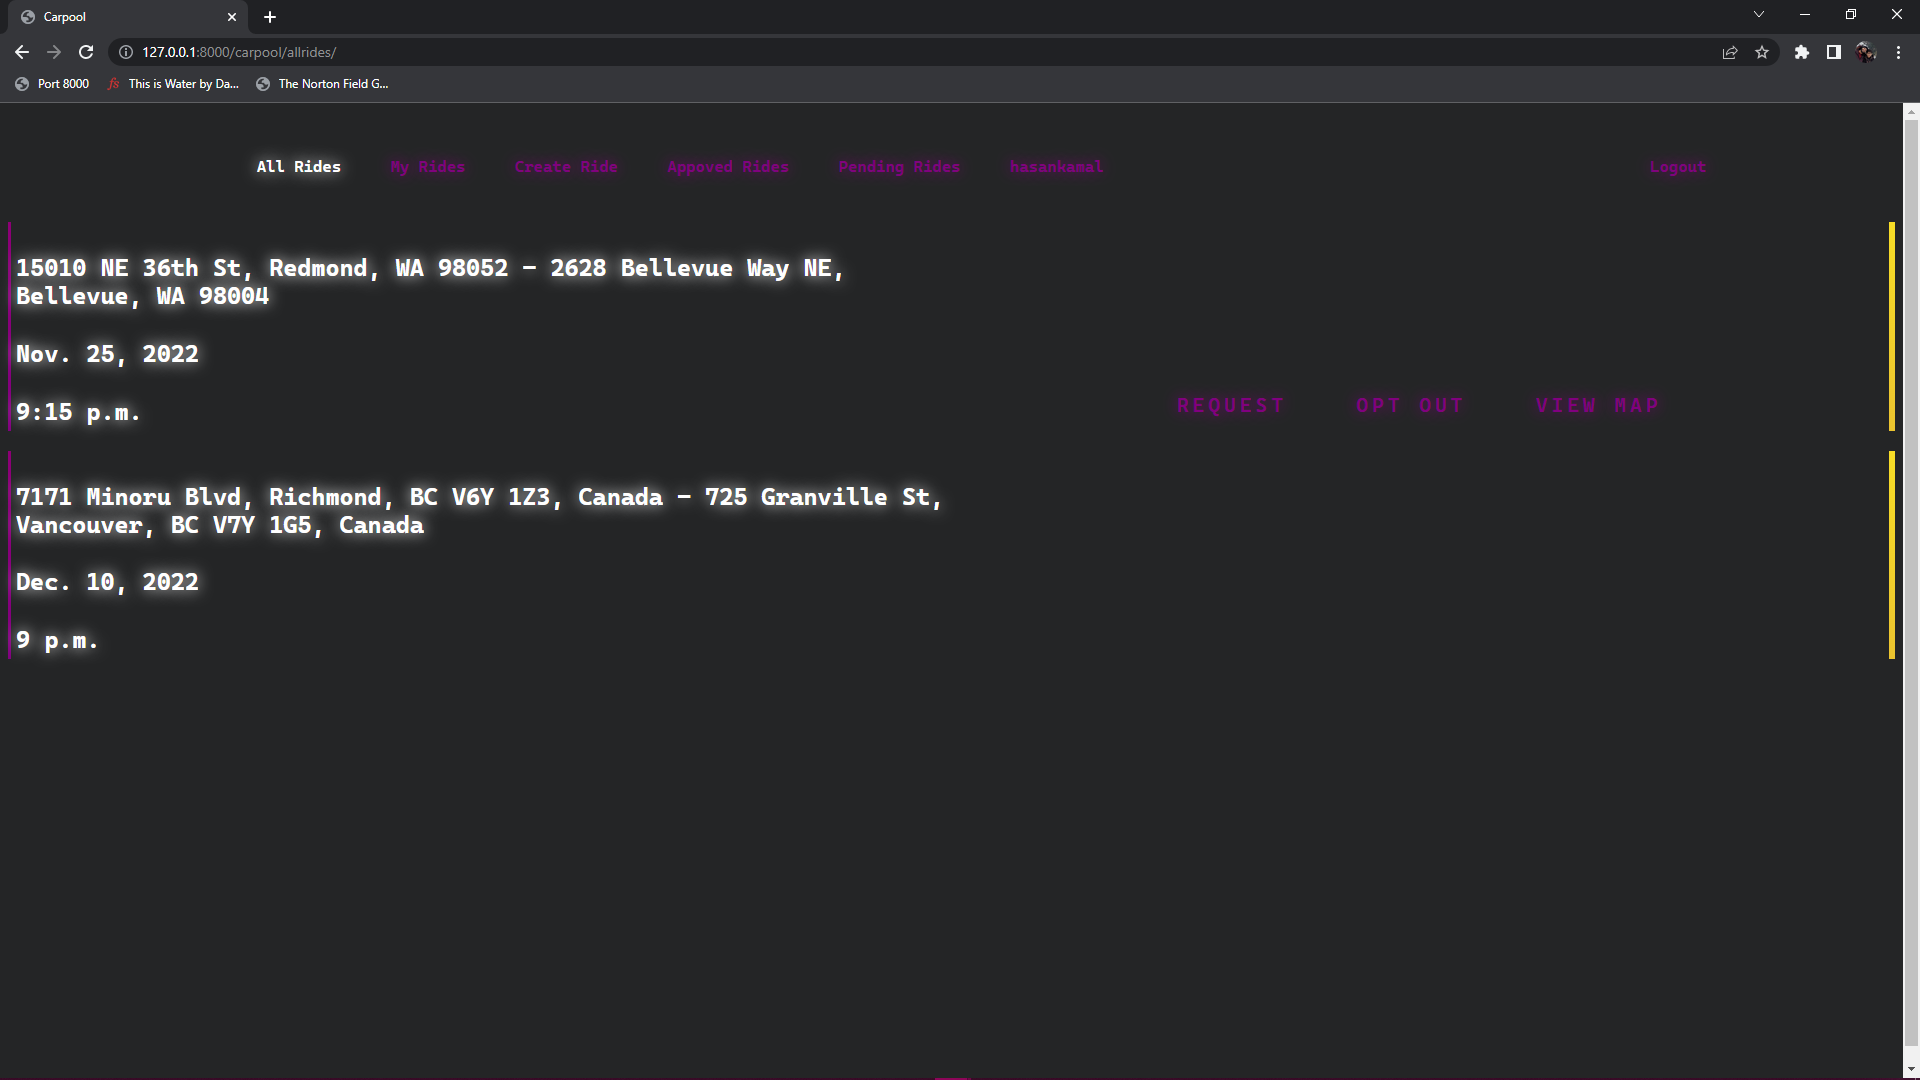 Carpool
127.0.0.1:8000/carpool/allrides/
Port 8000
This is Water by Da...
The Norton Field G...
All Rides
My Rides
Create Ride
Appoved Rides
Pending Rides
hasankamal
Logout
15010 NE 36th St, Redmond, WA 98052 - 2628 Bellevue Way NE,
Bellevue, WA 98004
Nov. 25, 2022
9:15 p.m.
REQUEST
OPT OUT
VIEW MAP
7171 Minoru Blvd, Richmond, BC V6Y 1Z3, Canada - 725 Granville St,
Vancouver, BC V7Y 1G5, Canada
Dec. 10, 2022
9 p.m.